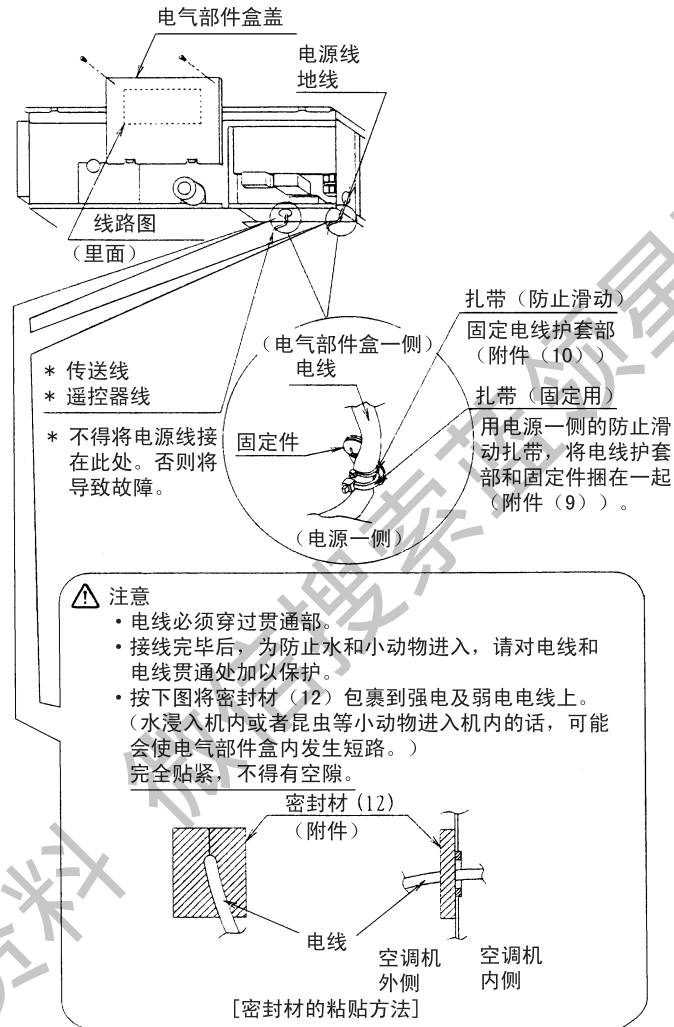 电气部件盒盖
电源线
地线
线路图
（里面）
扎带（防止滑动）
固定电线护套部
（附件（10））
（电气部件盒一侧）
电线
* 传送线
* 遥控器线
扎带（固定用）
* 不得将电源线接
在此处。否则将
导致故障。
固定件
用电源一侧的防止滑
动扎带，将电线护套
部和固定件捆在一起
（附件（9））。
（电源一侧）
注意
・电线必须穿过贯通部。
・接线完毕后，为防止水和小动物进入，请对电线和
电线贯通处加以保护。
・按下图将密封材（12）包裹到强电及弱电电线上。
（水浸入机内或者昆虫等小动物进入机内的话，可能
会使电气部件盒内发生短路。）
完全贴紧，不得有空隙。
密封材(12)
（附件）
电线
空调机
外侧
空调机
内侧
[密封材的粘贴方法]
资料 微信搜索蓝领星